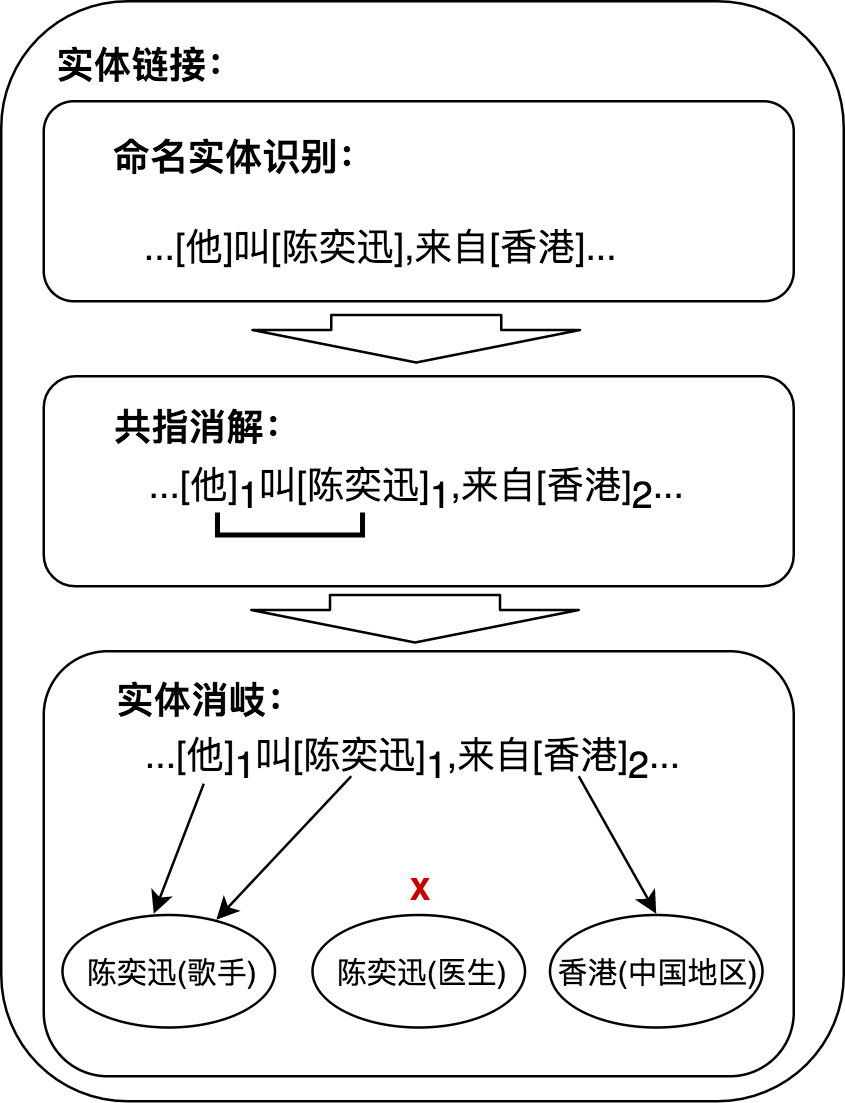 实体链接：
命名实体识别：
...[他]叫[陈奕迅],来自[香港]...
共指消解：
...[他]1叫[陈奕迅]1,来自[香港]2...
实体消岐：
...[他]1叫[陈奕迅]1,来自[香港]2...
x
陈奕迅(歌手)
陈奕迅(医生)
香港(中国地区)